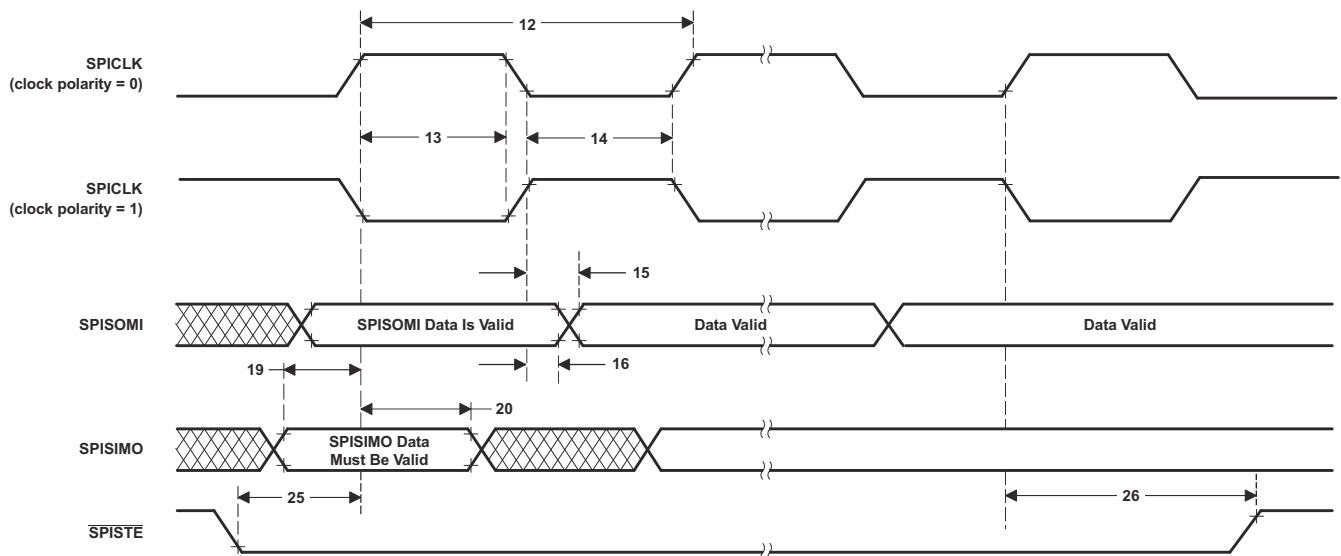 12
SPICLK
(clock polarity = 0)
13
14
SPICLK
(clock polarity = 1)
15
SPISOMI
SPISOMI Data Is Valid
Data Valid
Data Valid
16
19
20
SPISIMO
SPISIMO Data
Must Be Valid
25
26
SPISTE